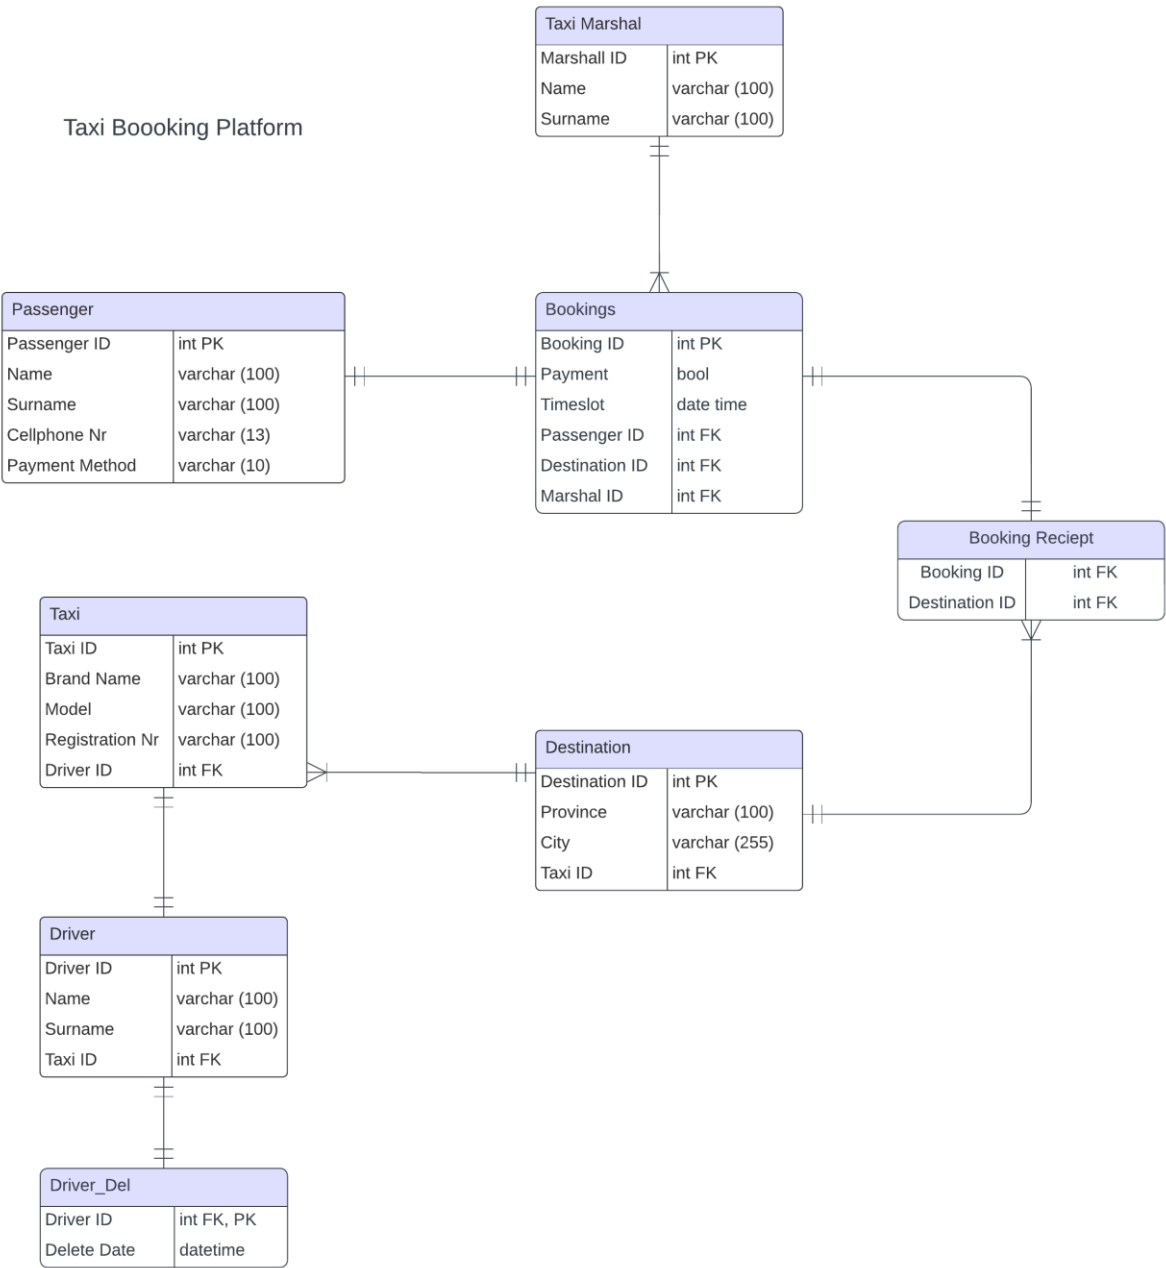 Taxi Marshal
Marshall ID int PK
Name varchar (100)
Surname varchar (100)
Taxi Boooking Platform
Passenger
Passenger ID int PK
Name varchar (100)
Surname varchar (100)
Cellphone Nr varchar (13)
Payment Method varchar (10)
Bookings
Booking ID int PK
Payment bool
Timeslot date time
Passenger ID int FK
Destination ID int FK
Marshal ID int FK
Booking Reciept
Booking ID int FK
Destination ID int FK
Taxi
Taxi ID int PK
Brand Name varchar (100)
Model varchar (100)
Registration Nr varchar (100)
Driver ID int FK
Destination
Destination ID int PK
Province varchar (100)
City varchar (255)
Taxi ID int FK
Driver
Driver ID int PK
Name varchar (100)
Surname varchar (100)
Taxi ID int FK
Driver_Del
Driver ID int FK, PK
Delete Date datetime